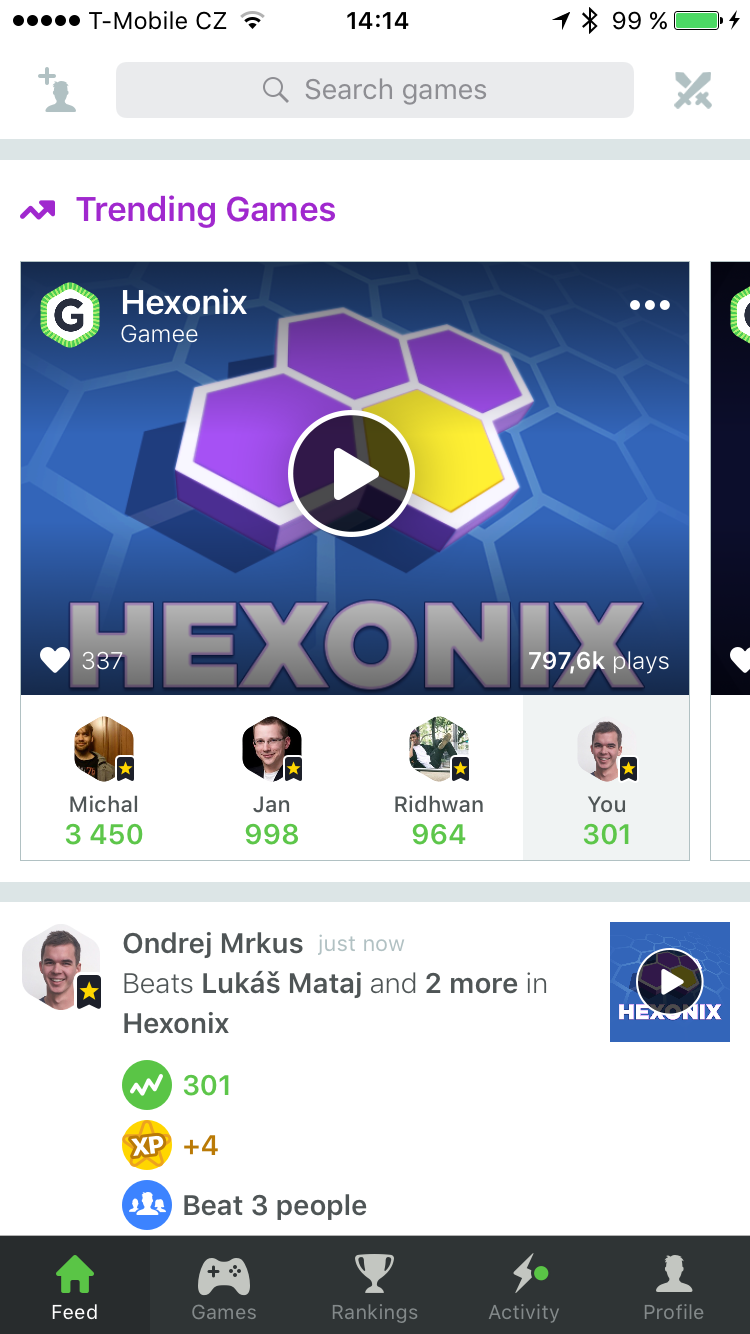 T-Mobile CZ 14:14 99 %
Search games
Trending Games
G Hexonix
Gamee
HEXONIX
337 797,6k plays
Michal Jan Ridhwan You
3 450 998 964 301
Ondrej Mrkus just now
Beats Lukáš Mataj and 2 more in
Hexonix
HEXONIX
301
XP +4
Beat 3 people
Feed Games Rankings Activity Profile